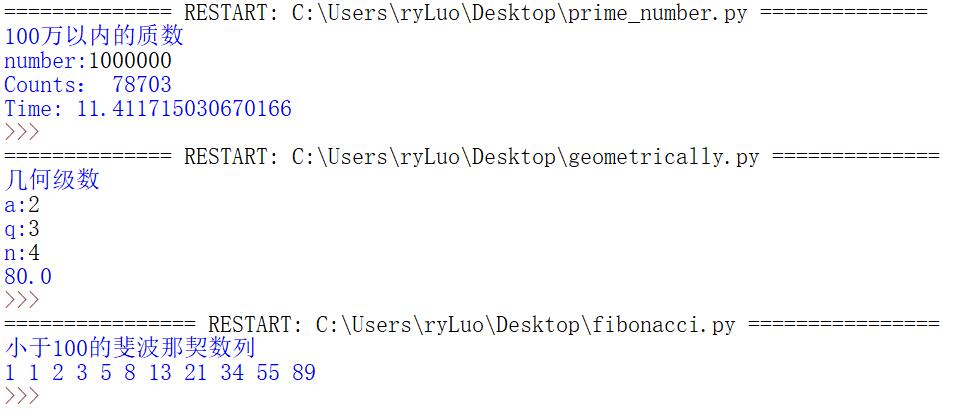 ============== RESTART: C:\Users\ryLuo\Desktop\prime_number.py ==============
100万以内的质数
number:1000000
Counts:  78703
Time: 11.411715030670166
>>>
============== RESTART: C:\Users\ryLuo\Desktop\geometrically.py ==============
几何级数
a:2
q:3
n:4
80.0
>>>
================ RESTART: C:\Users\ryLuo\Desktop\fibonacci.py ================
小于100的斐波那契数列
1 1 2 3 5 8 13 21 34 55 89
>>>